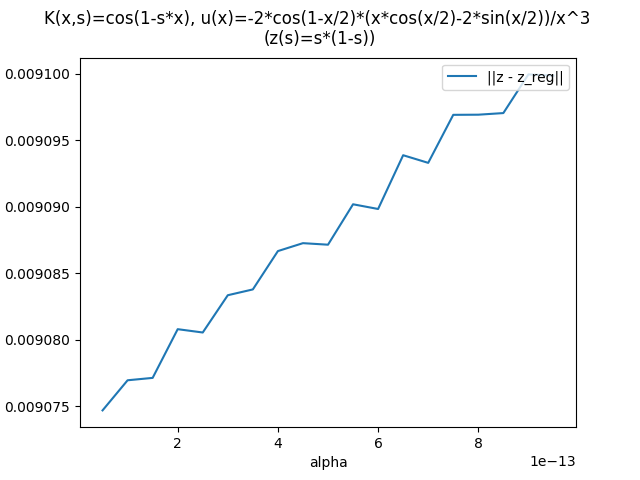 K(x,s)=cos(1-s*x), u(x)=-2*cos(1-x/2)*(x*cos(x/2)-2*sin(x/2))/x^3
(z(s)=s*(1-s))
||z - z_reg||
0.009100
0.009095
0.009090
0.009085
0.009080
0.009075
2 4 6 8
1e−13
alpha